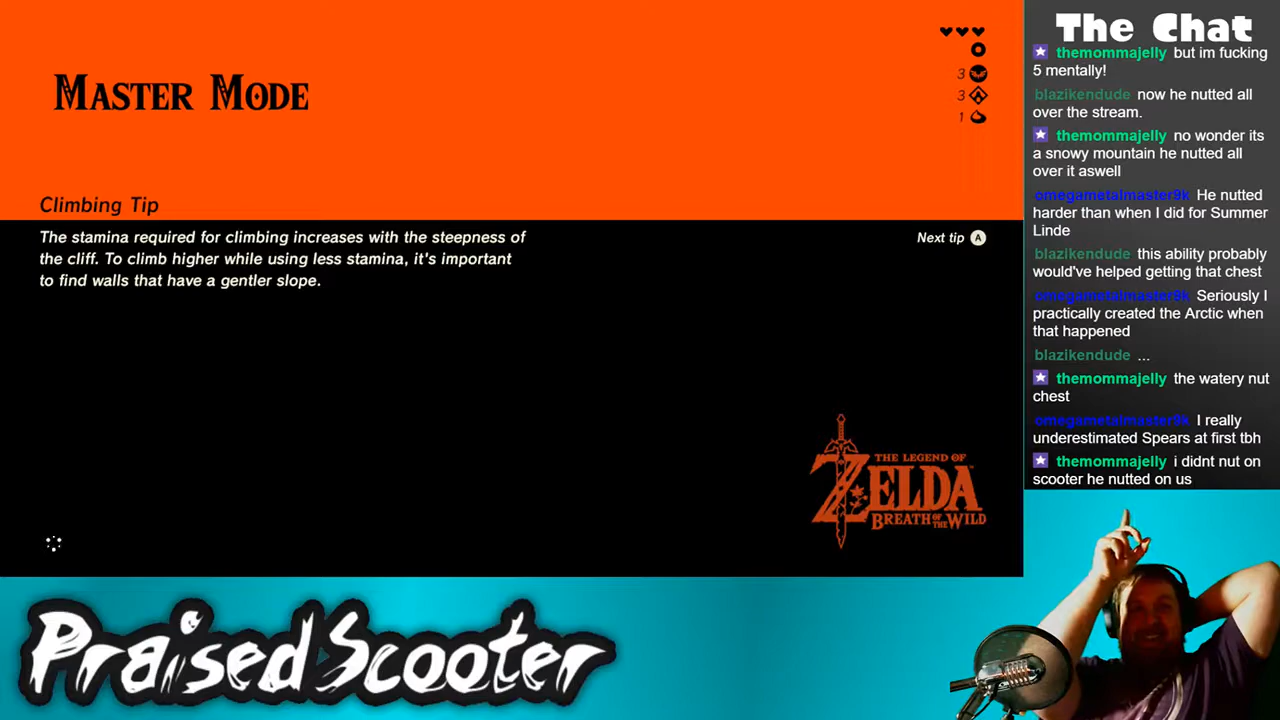 Master Mode
3
3
1
Climbing Tip
The stamina required for climbing increases with the steepness of
the cliff. To climb higher while using less stamina, it's important
to find walls that have a gentler slope.
Next tip A
THE LEGEND OF
ZELDA
BREATH OF THE WILD
The Chat
themommajelly but im fucking
5 mentally!
blazikendude now he nutted all
over the stream.
themommajelly no wonder its
a snowy mountain he nutted all
over it aswell
omegametalmaster9k He nutted
harder than when I did for Summer
Linde
blazikendude this ability probably
would've helped getting that chest
omegametalmaster9k Seriously I
practically created the Arctic when
that happened
blazikendude ...
themommajelly the watery nut
chest
omegametalmaster9k I really
underestimated Spears at first tbh
themommajelly i didnt nut on
scooter he nutted on us
PraisedScooter